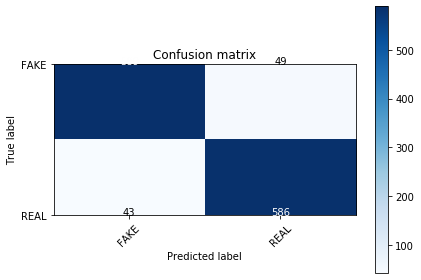 Confusion matrix
FAKE
49
True label
REAL
43
586
FAKE
REAL
Predicted label
500
400
300
200
100